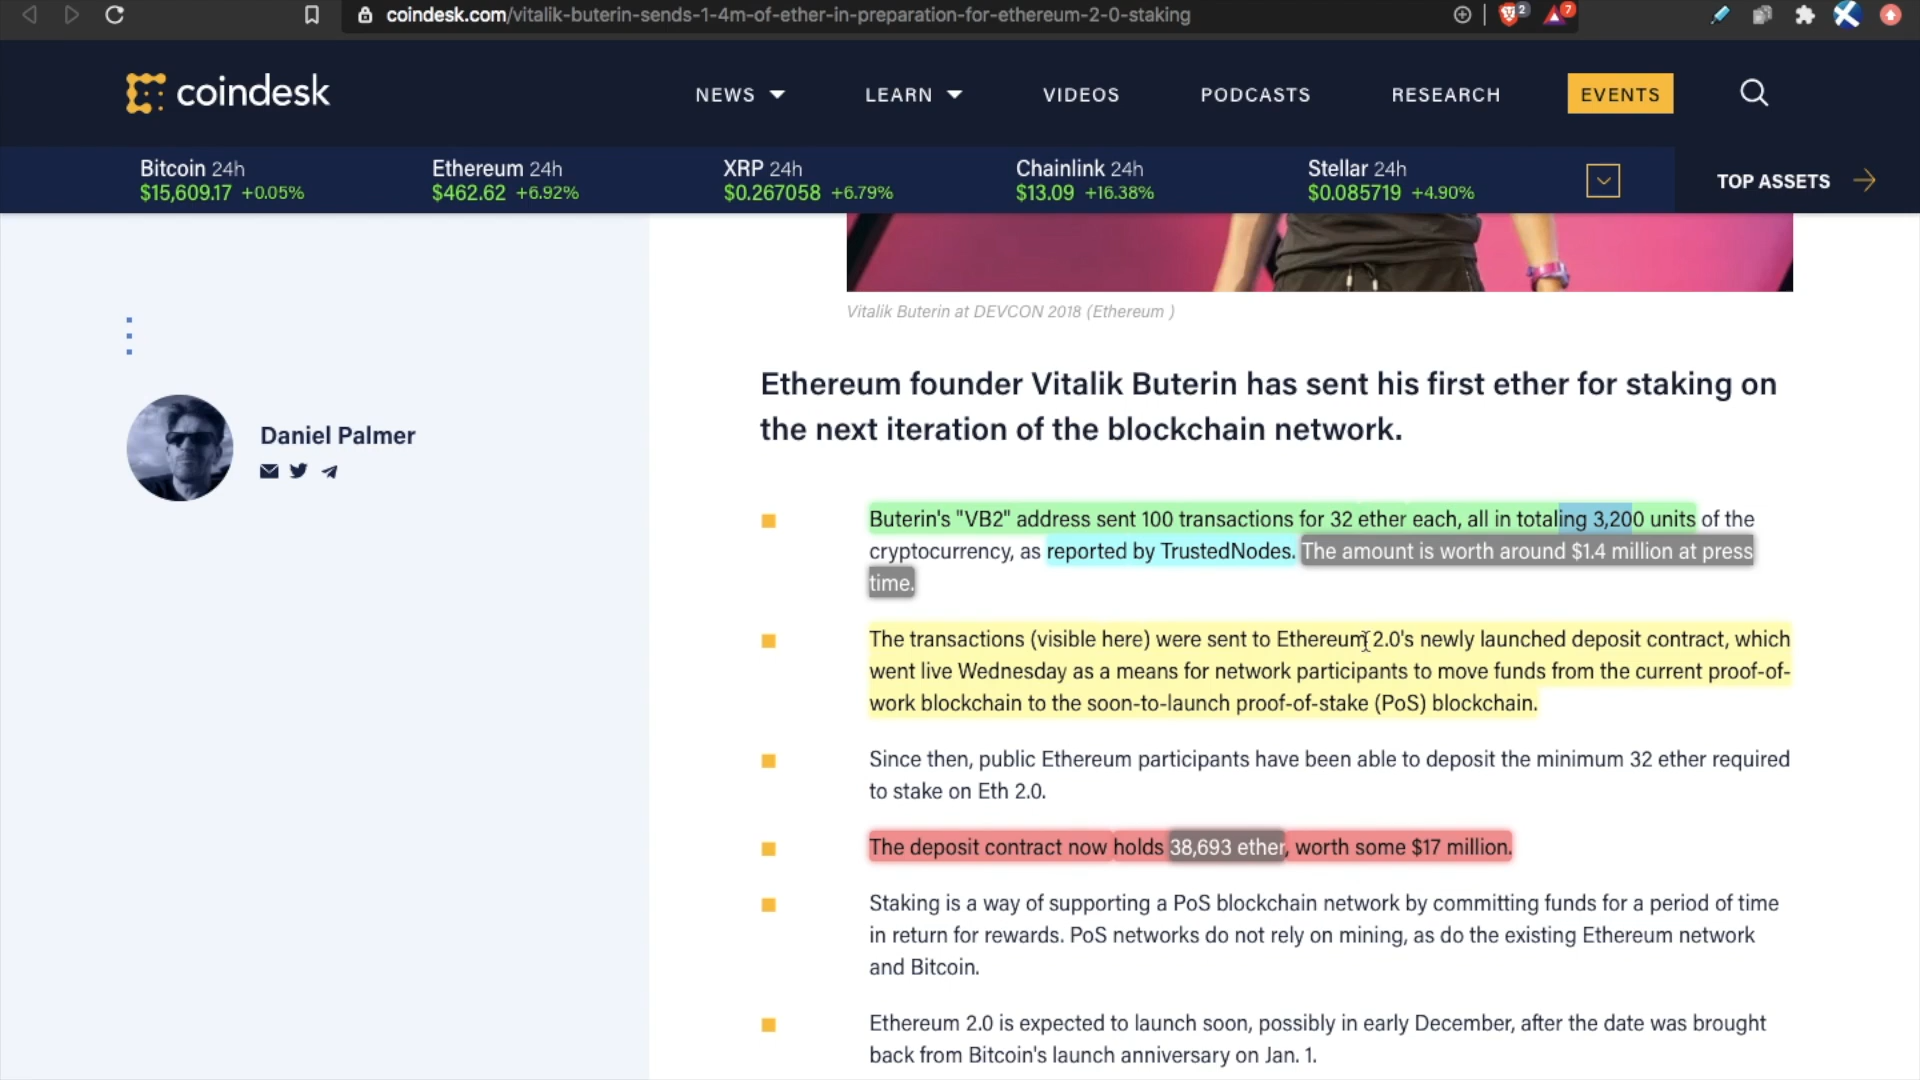 coindesk.com/vitalik-buterin-sends-1-4m-of-ether-in-preparation-for-ethereum-2-0-staking
2
7
coindesk
NEWS
LEARN
VIDEOS
PODCASTS
RESEARCH
EVENTS
Bitcoin 24h
$15,609.17 +0.05%
Ethereum 24h
$462.62 +6.92%
XRP 24h
$0.267058 +6.79%
Chainlink 24h
$13.09 +16.38%
Stellar 24h
$0.085719 +4.90%
TOP ASSETS
Vitalik Buterin at DEVCON 2018 (Ethereum )
Daniel Palmer
Ethereum founder Vitalik Buterin has sent his first ether for staking on
the next iteration of the blockchain network.
Buterin's "VB2" address sent 100 transactions for 32 ether each, all in totaling 3,200 units of the
cryptocurrency, as reported by TrustedNodes. The amount is worth around $1.4 million at press
time.
The transactions (visible here) were sent to Ethereum 2.0's newly launched deposit contract, which
went live Wednesday as a means for network participants to move funds from the current proof-of-
work blockchain to the soon-to-launch proof-of-stake (PoS) blockchain.
Since then, public Ethereum participants have been able to deposit the minimum 32 ether required
to stake on Eth 2.0.
The deposit contract now holds 38,693 ether, worth some $17 million.
Staking is a way of supporting a PoS blockchain network by committing funds for a period of time
in return for rewards. PoS networks do not rely on mining, as do the existing Ethereum network
and Bitcoin.
Ethereum 2.0 is expected to launch soon, possibly in early December, after the date was brought
back from Bitcoin's launch anniversary on Jan. 1.